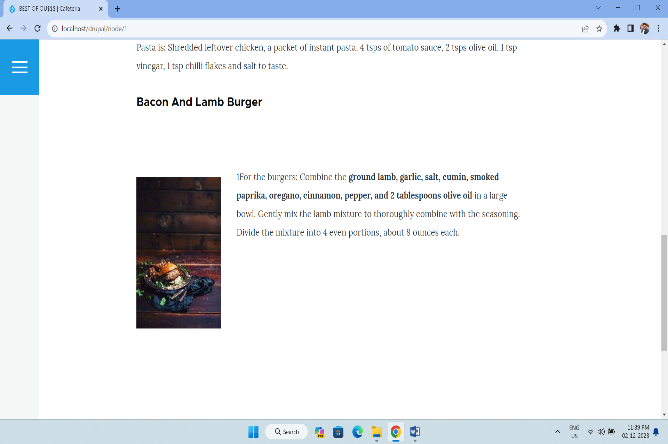 BEST OF OU$$$ | Cafeteria
localhost/drupal/node/1
Pasta is: Shredded leftover chicken, a packet of instant pasta, 4 tsps of tomato sauce, 2 tsps olive oil, 1 tsp
vinegar, 1 tsp chilli flakes and salt to taste.
Bacon And Lamb Burger
1For the burgers: Combine the ground lamb, garlic, salt, cumin, smoked
paprika, oregano, cinnamon, pepper, and 2 tablespoons olive oil in a large
bowl. Gently mix the lamb mixture to thoroughly combine with the seasoning.
Divide the mixture into 4 even portions, about 8 ounces each.
Search
ENG
US
11:39 PM
02-12-2023